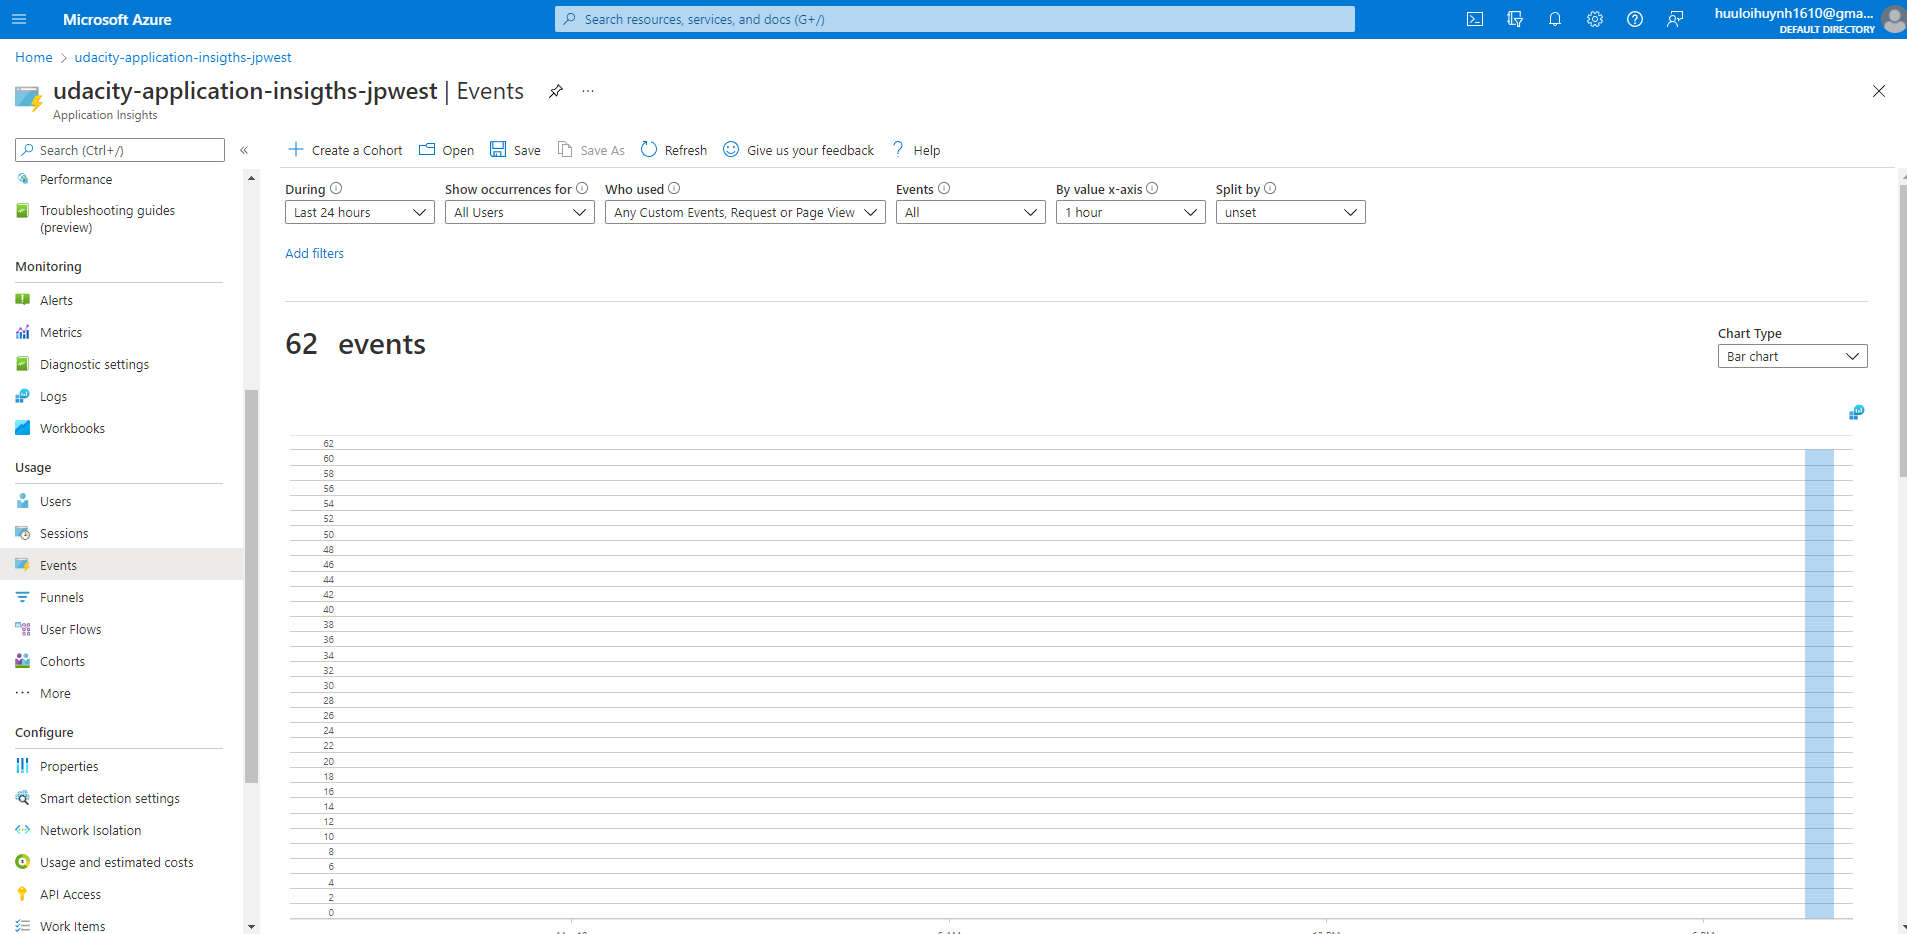 Microsoft Azure
Search resources, services, and docs (G+/)
huuloihuynh1610@gma...
DEFAULT DIRECTORY
Home > udacity-application-insigths-jpwest
udacity-application-insigths-jpwest | Events
Application Insights
Search (Ctrl+/)
Performance
Troubleshooting guides
(preview)
Monitoring
Alerts
Metrics
Diagnostic settings
Logs
Workbooks
Usage
Users
Sessions
Events
Funnels
User Flows
Cohorts
More
Configure
Properties
Smart detection settings
Network Isolation
Usage and estimated costs
API Access
Work Items
Create a Cohort Open Save Save As Refresh Give us your feedback Help
During Show occurrences for Who used Events By value x-axis Split by
Last 24 hours All Users Any Custom Events, Request or Page View All 1 hour unset
Add filters
62 events
Chart Type
Bar chart
62
60
58
56
54
52
50
48
46
44
42
40
38
36
34
32
30
28
26
24
22
20
18
16
14
12
10
8
6
4
2
0